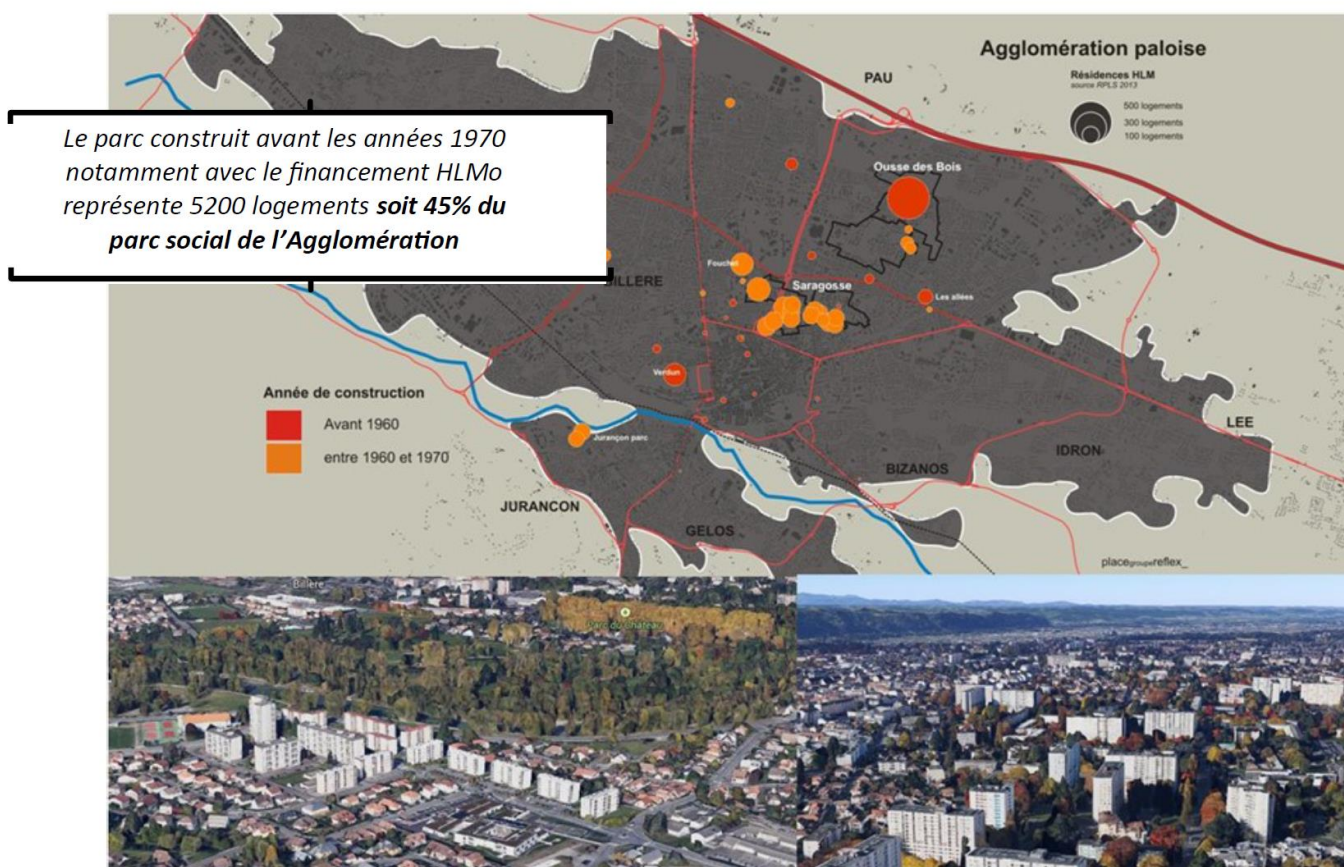 Agglomération paloise
Résidences HLM
source RPLS 2013
500 logements
300 logements
100 logements
PAU
Le parc construit avant les années 1970
notamment avec le financement HLMo
représente 5200 logements soit 45% du
parc social de l’Agglomération
Ousse des Bois
Fouchet
BILLERE
Saragosse
Les allées
Verdun
Année de construction
Avant 1960
entre 1960 et 1970
Jurançon parc
LEE
IDRON
BIZANOS
JURANCON
GELOS
placegroupereflex_
Billère
Parc du Château